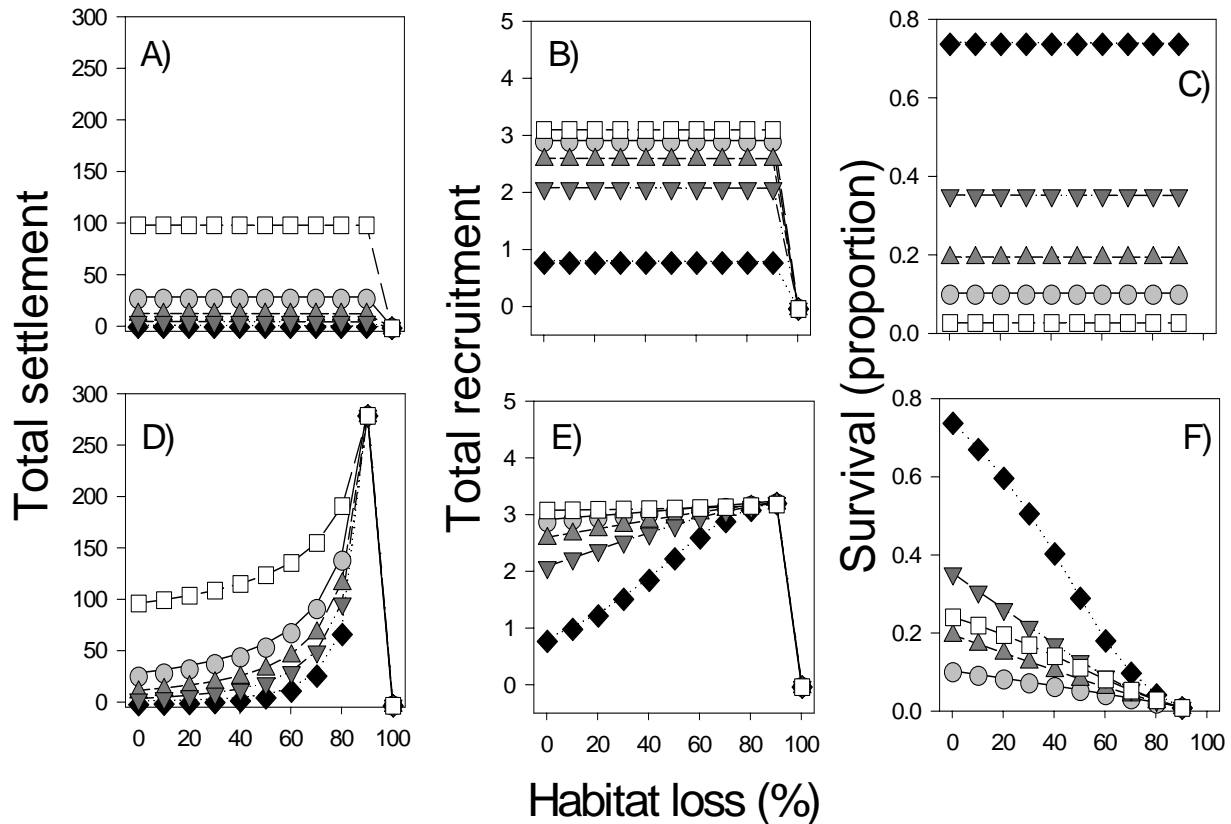 Total settlement
300
250
200
150
100
50
0
A)
Total recruitment
5
4
3
2
1
0
B)
Survival (proportion)
0.8
0.6
0.4
0.2
0.0
C)
300
250
200
150
100
50
0
D)
0 20 40 60 80 100
5
4
3
2
1
0
E)
0 20 40 60 80 100
0.8
0.6
0.4
0.2
0.0
F)
0 20 40 60 80 100
Habitat loss (%)